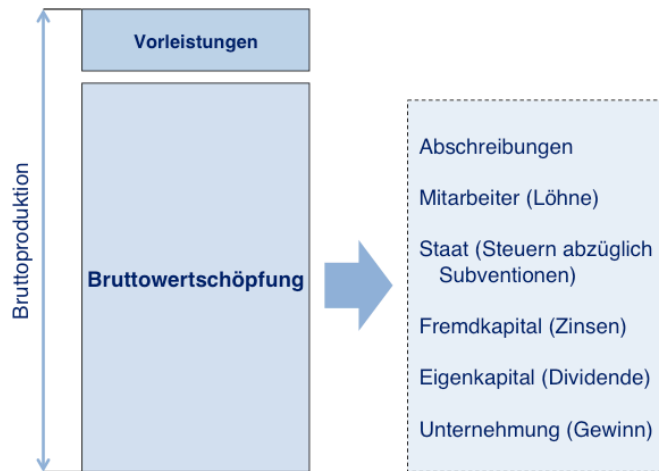 Bruttoproduktion
Vorleistungen
Bruttowertschöpfung
Abschreibungen
Mitarbeiter (Löhne)
Staat (Steuern abzüglich
Subventionen)
Fremdkapital (Zinsen)
Eigenkapital (Dividende)
Unternehmung (Gewinn)